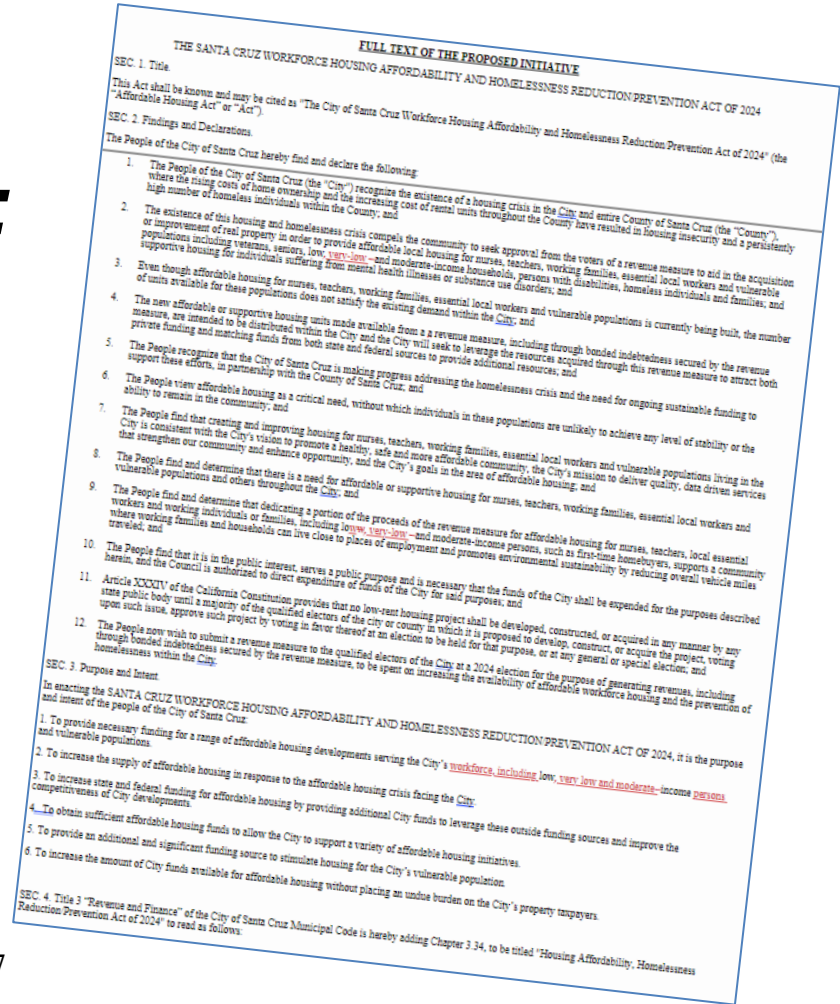 FULL TEXT OF THE PROPOSED INITIATIVE
THE SANTA CRUZ WORKFORCE HOUSING AFFORDABILITY AND HOMELESSNESS REDUCTION/PREVENTION ACT OF 2024
SEC. 1. Title.
This Act shall be known and may be cited as "The City of Santa Cruz Workforce Housing Affordability and Homelessness Reduction/Prevention Act of 2024" (the
"Affordable Housing Act" or "Act").
SEC. 2. Findings and Declarations.
The People of the City of Santa Cruz hereby find and declare the following:
1. The People of the City of Santa Cruz (the "City") recognize the existence of a housing crisis in the City and entire County of Santa Cruz (the "County"),
where the rising costs of home ownership and the increasing cost of rental units throughout the County have resulted in housing insecurity and a persistently
high number of homeless individuals within the County; and
2. The existence of this housing and homelessness crisis compels the community to seek approval from the voters of a revenue measure to aid in the acquisition
or improvement of real property in order to provide affordable local housing for nurses, teachers, working families, essential local workers and vulnerable
populations including veterans, seniors, low, very-low –and moderate-income households, persons with disabilities, homeless individuals and families; and
supportive housing for individuals suffering from mental health illnesses or substance use disorders; and
3. Even though affordable housing for nurses, teachers, working families, essential local workers and vulnerable populations is currently being built, the number
of units available for these populations does not satisfy the existing demand within the City; and
4. The new affordable or supportive housing units made available from a a revenue measure, including through bonded indebtedness secured by the revenue
measure, are intended to be distributed within the City and the City will seek to leverage the resources acquired through this revenue measure to attract both
private funding and matching funds from both state and federal sources to provide additional resources; and
5. The People recognize that the City of Santa Cruz is making progress addressing the homelessness crisis and the need for ongoing sustainable funding to
support these efforts, in partnership with the County of Santa Cruz; and
6. The People view affordable housing as a critical need, without which individuals in these populations are unlikely to achieve any level of stability or the
ability to remain in the community; and
7. The People find that creating and improving housing for nurses, teachers, working families, essential local workers and vulnerable populations living in the
City is consistent with the City's vision to promote a healthy, safe and more affordable community, the City's mission to deliver quality, data driven services
that strengthen our community and enhance opportunity, and the City's goals in the area of affordable housing; and
8. The People find and determine that there is a need for affordable or supportive housing for nurses, teachers, working families, essential local workers and
vulnerable populations and others throughout the City; and
9. The People find and determine that dedicating a portion of the proceeds of the revenue measure for affordable housing for nurses, teachers, local essential
workers and working individuals or families, including low, very-low –and moderate-income persons, such as first-time homebuyers, supports a community
where working families and households can live close to places of employment and promotes environmental sustainability by reducing overall vehicle miles
traveled; and
10. The People find that it is in the public interest, serves a public purpose and is necessary that the funds of the City shall be expended for the purposes described
herein, and the Council is authorized to direct expenditure of funds of the City for said purposes; and
11. Article XXXIV of the California Constitution provides that no low-rent housing project shall be developed, constructed, or acquired in any manner by any
state public body until a majority of the qualified electors of the city or county in which it is proposed to develop, construct, or acquire the project, voting
upon such issue, approve such project by voting in favor thereof at an election to be held for that purpose, or at any general or special election; and
12. The People now wish to submit a revenue measure to the qualified electors of the City at a 2024 election for the purpose of generating revenues, including
through bonded indebtedness secured by the revenue measure, to be spent on increasing the availability of affordable workforce housing and the prevention of
homelessness within the City.
SEC. 3. Purpose and Intent.
In enacting the SANTA CRUZ WORKFORCE HOUSING AFFORDABILITY AND HOMELESSNESS REDUCTION/PREVENTION ACT OF 2024, it is the purpose
and intent of the people of the City of Santa Cruz:
1. To provide necessary funding for a range of affordable housing developments serving the City's workforce, including low, very low and moderate-income persons
and vulnerable populations.
2. To increase the supply of affordable housing in response to the affordable housing crisis facing the City.
3. To increase state and federal funding for affordable housing by providing additional City funds to leverage these outside funding sources and improve the
competitiveness of City developments.
4. To obtain sufficient affordable housing funds to allow the City to support a variety of affordable housing initiatives.
5. To provide an additional and significant funding source to stimulate housing for the City's vulnerable population.
6. To increase the amount of City funds available for affordable housing without placing an undue burden on the City's property taxpayers.
SEC. 4. Title 3 "Revenue and Finance" of the City of Santa Cruz Municipal Code is hereby adding Chapter 3.34, to be titled "Housing Affordability, Homelessness
Reduction/Prevention Act of 2024" to read as follows: